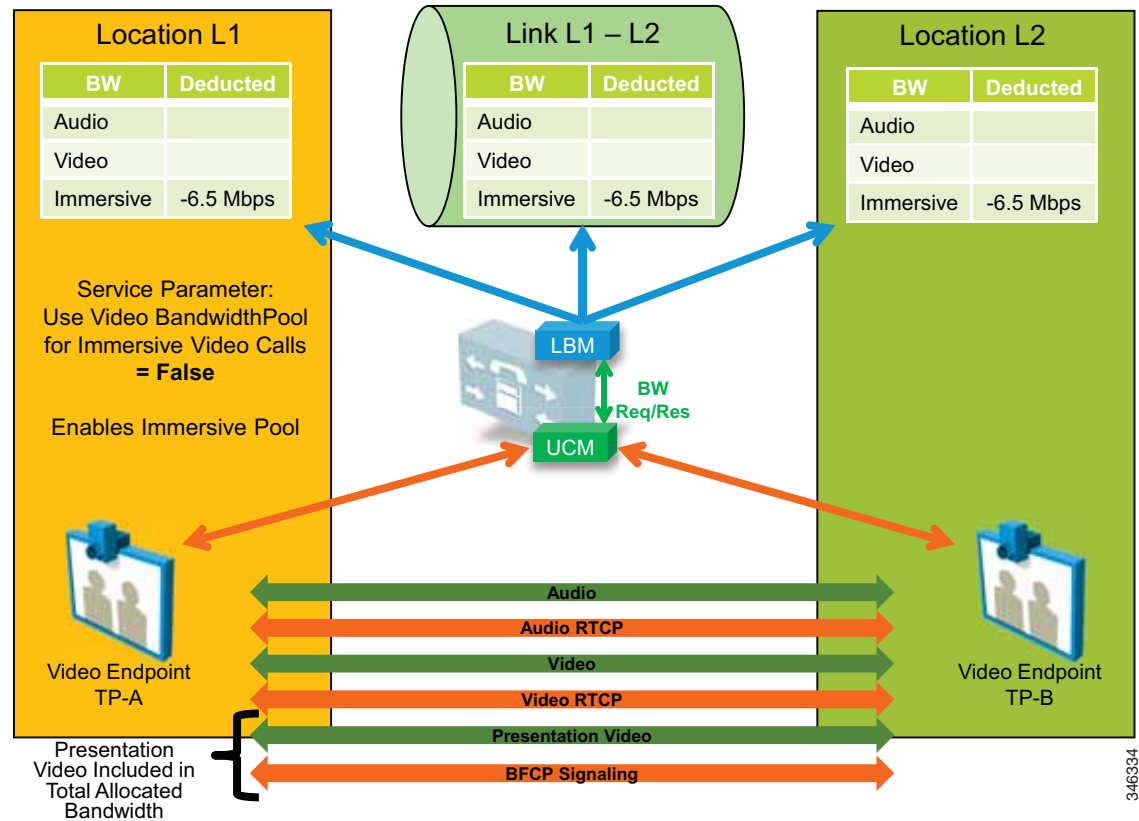 Location L1
BW Deducted
Audio
Video
Immersive -6.5 Mbps
Service Parameter:
Use Video BandwidthPool
for Immersive Video Calls
= False
Enables Immersive Pool
Link L1 – L2
BW Deducted
Audio
Video
Immersive -6.5 Mbps
Location L2
BW Deducted
Audio
Video
Immersive -6.5 Mbps
LBM
BW
Req/Res
UCM
Video Endpoint
TP-A
Video Endpoint
TP-B
Audio
Audio RTCP
Video
Video RTCP
Presentation Video
BFCP Signaling
Presentation
Video Included in
Total Allocated
Bandwidth
346334